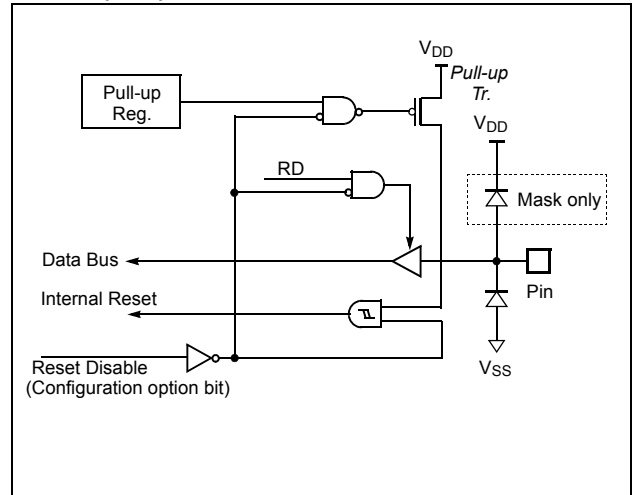 VDD
Pull-up
Tr.
Pull-up
Reg.
VDD
RD
Mask only
Data Bus
Pin
Internal Reset
VSS
Reset Disable
(Configuration option bit)